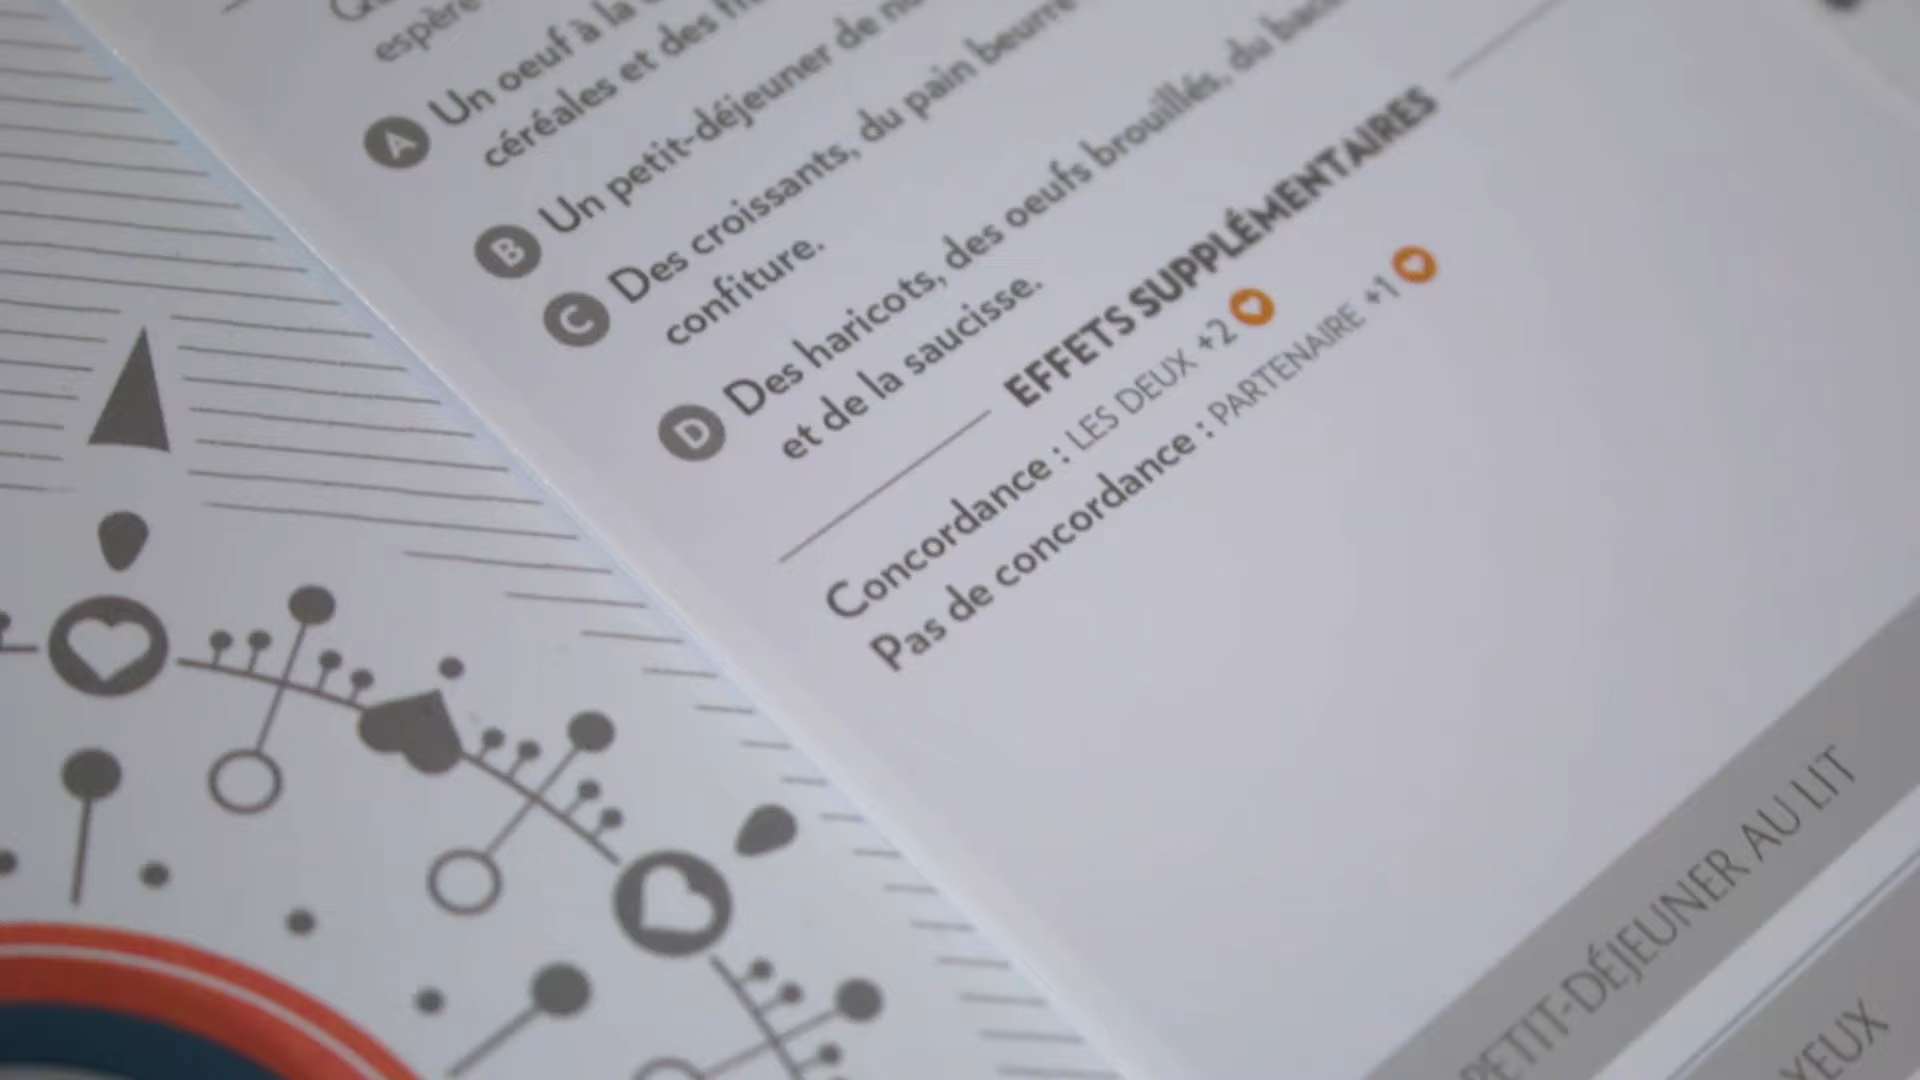 espère
A Un oeuf à la
céréales et des
B Un petit-déjeuner de
C Des croissants, du pain beurré
confiture.
D Des haricots, des oeufs brouillés, du
et de la saucisse.
EFFETS SUPPLÉMENTAIRES
Concordance : LES DEUX +2
Pas de concordance : PARTENAIRE +1
PETIT-DÉJEUNER AU LIT
YEUX